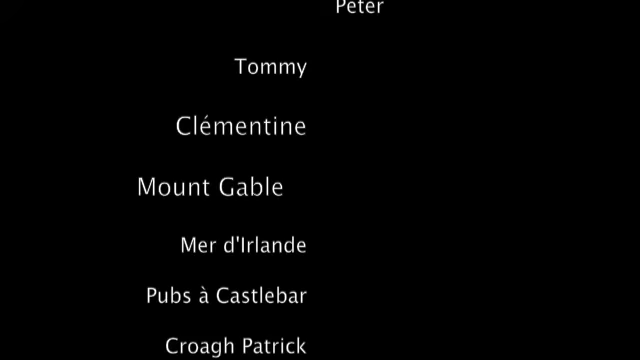 Peter
Tommy
Clémentine
Mount Gable
Mer d'Irlande
Pubs à Castlebar
Croagh Patrick